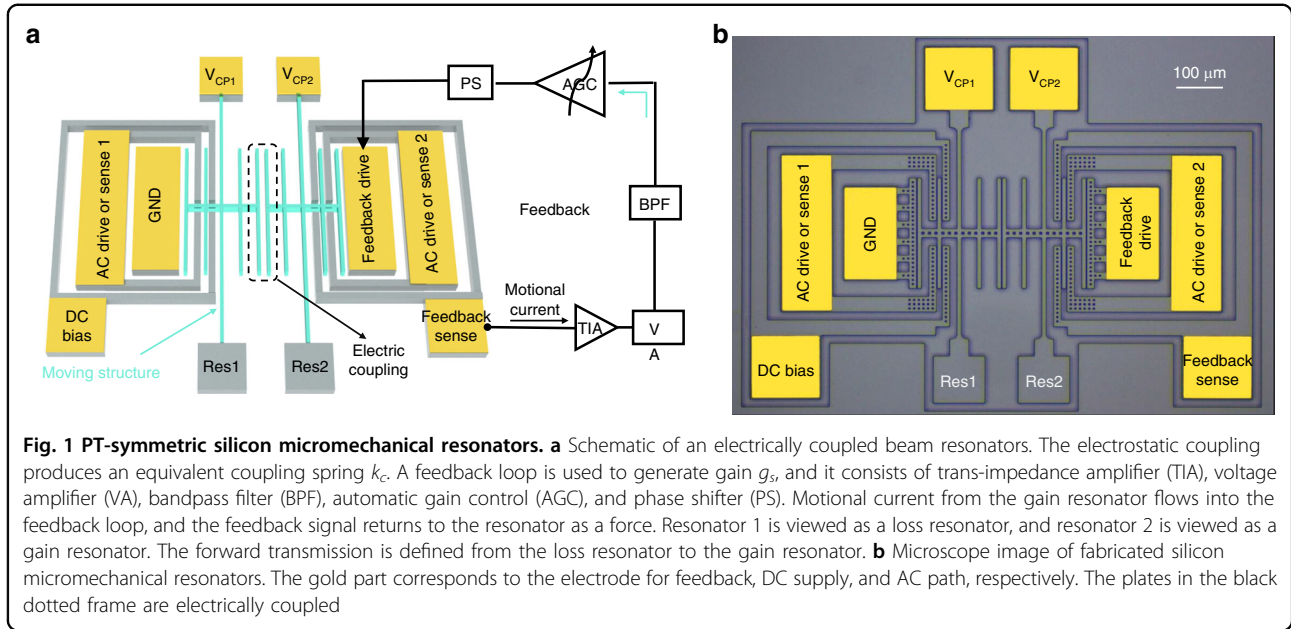 a
V_CP1
V_CP2
PS
AGC
AC drive or sense 1
GND
Feedback drive
AC drive or sense 2
Feedback
BPF
DC bias
Motional
current
Feedback
sense
TIA
V
A
Moving structure
Res1
Res2
Electric
coupling
b
V_CP1
V_CP2
100 μm
AC drive or sense 1
GND
Feedback
drive
AC drive or sense 2
DC bias
Res1
Res2
Feedback
sense
Fig. 1 PT-symmetric silicon micromechanical resonators. a Schematic of an electrically coupled beam resonators. The electrostatic coupling
produces an equivalent coupling spring k_c. A feedback loop is used to generate gain g_s, and it consists of trans-impedance amplifier (TIA), voltage
amplifier (VA), bandpass filter (BPF), automatic gain control (AGC), and phase shifter (PS). Motional current from the gain resonator flows into the
feedback loop, and the feedback signal returns to the resonator as a force. Resonator 1 is viewed as a loss resonator, and resonator 2 is viewed as a
gain resonator. The forward transmission is defined from the loss resonator to the gain resonator. b Microscope image of fabricated silicon
micromechanical resonators. The gold part corresponds to the electrode for feedback, DC supply, and AC path, respectively. The plates in the black
dotted frame are electrically coupled